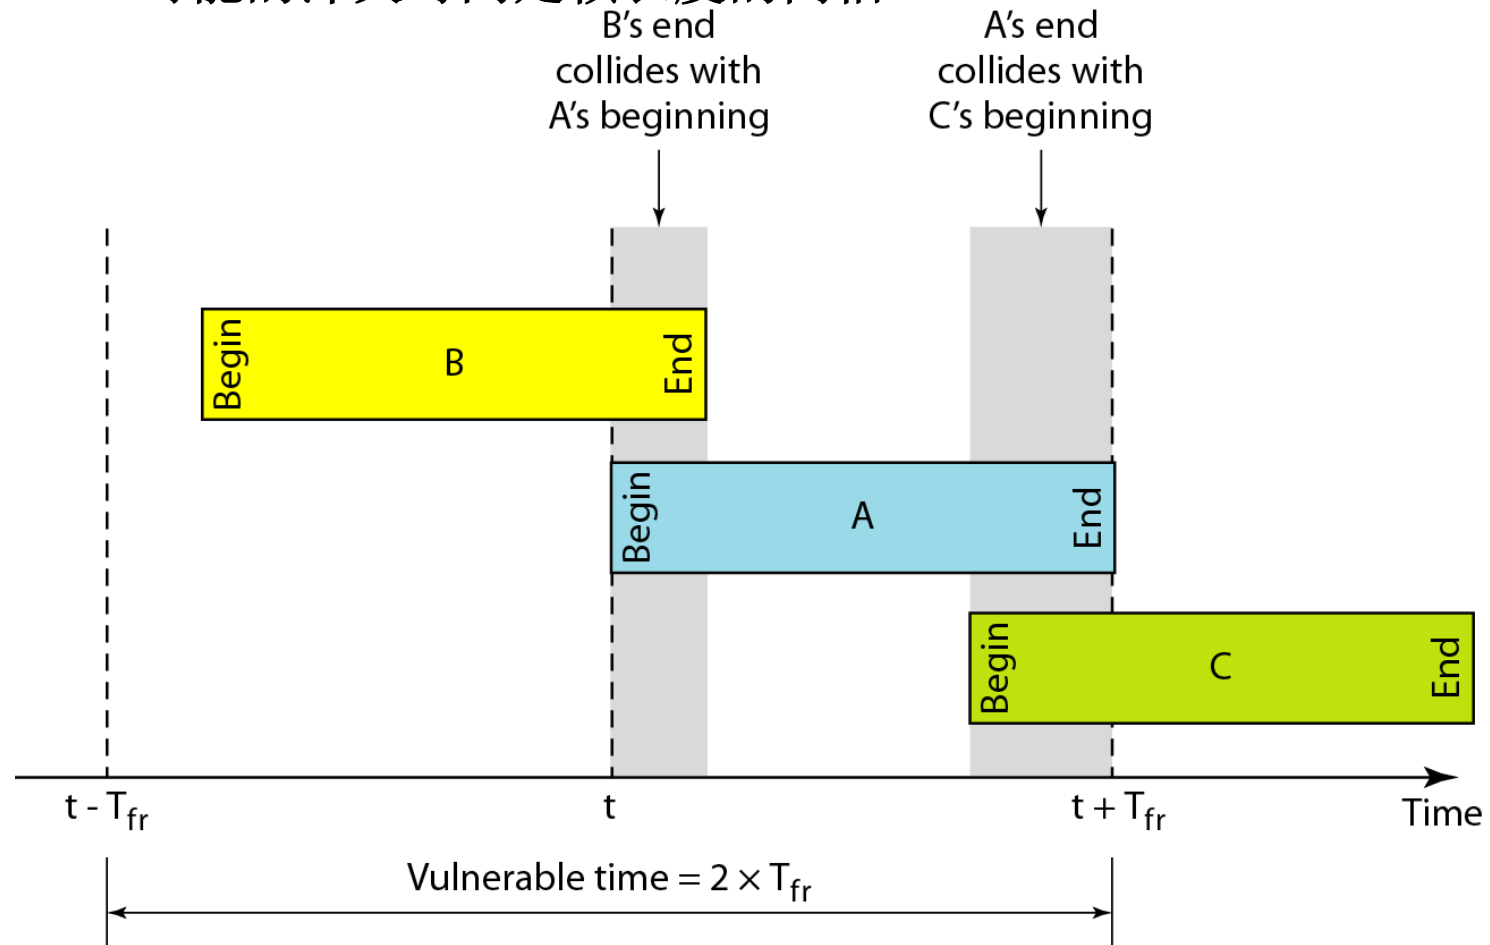 B's end
collides with
A's beginning
A's end
collides with
C's beginning
Begin
B
End
Begin
A
End
Begin
C
End
t - Tfr
t
t + Tfr
Time
Vulnerable time = 2 × Tfr